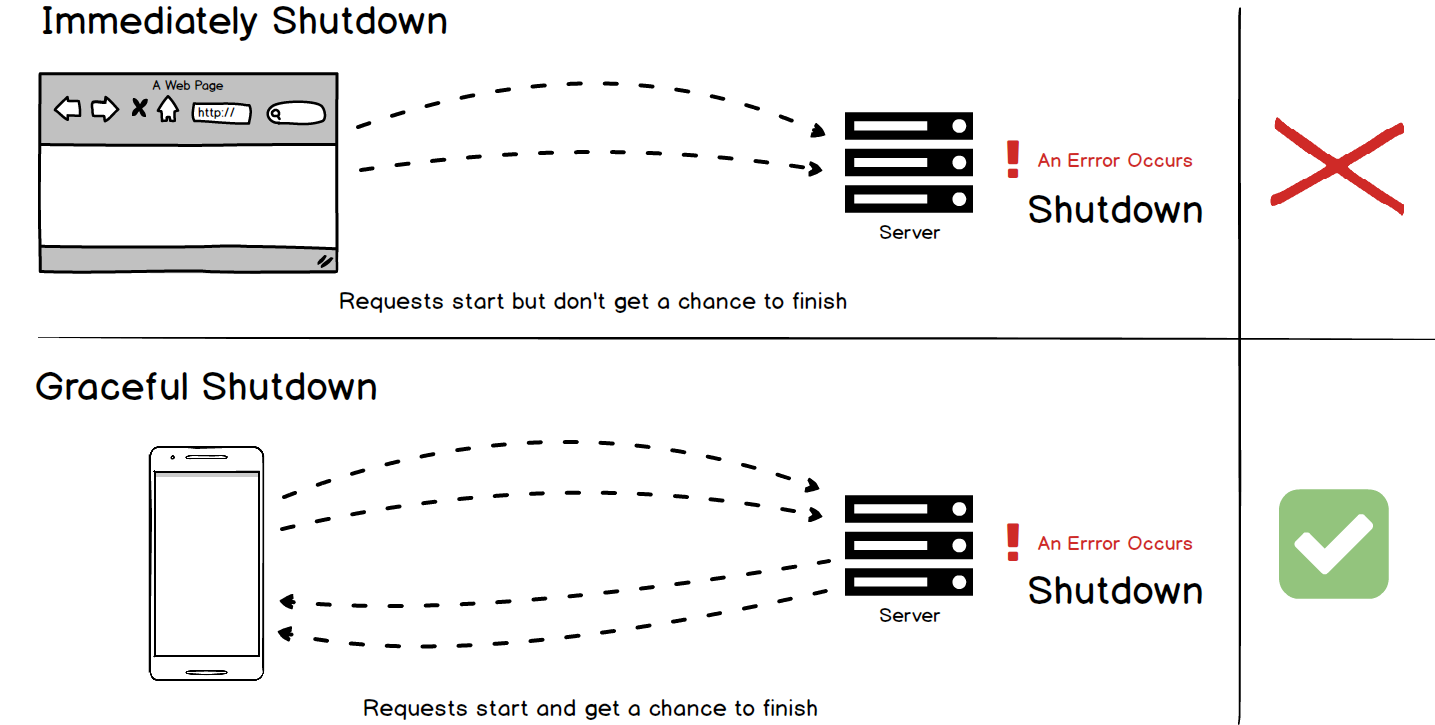 Immediately Shutdown
A Web Page
http://
An Errror Occurs
Shutdown
Server
Requests start but don't get a chance to finish
Graceful Shutdown
An Errror Occurs
Shutdown
Server
Requests start and get a chance to finish